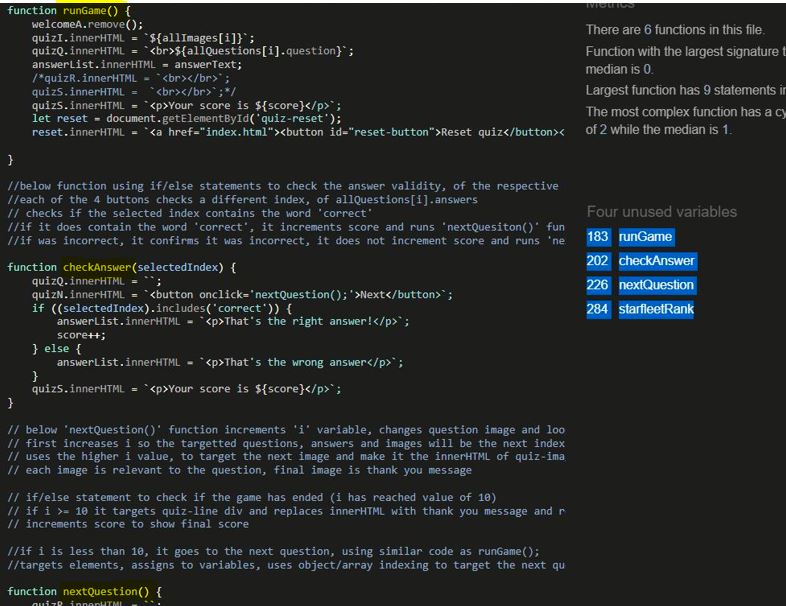 function runGame() {
welcomeA.remove();
quizI.innerHTML = `${allImages[i]}`;
quizQ.innerHTML = `<br>${allQuestions[i].question}`;
answerList.innerHTML = answerText;
/*quizR.innerHTML = `<br></br>`;
quizS.innerHTML =  `<br></br>`;*/
quizS.innerHTML = `<p>Your score is ${score}</p>`;
let reset = document.getElementById('quiz-reset');
reset.innerHTML = `<a href="index.html"><button id="reset-button">Reset quiz</button><
}
//below function using if/else statements to check the answer validity, of the respective
//each of the 4 buttons checks a different index, of allQuestions[i].answers
// checks if the selected index contains the word 'correct'
//if it does contain the word 'correct', it increments score and runs 'nextQuesiton()' fun
//if was incorrect, it confirms it was incorrect, it does not increment score and runs 'ne
function checkAnswer(selectedIndex) {
quizQ.innerHTML = ``;
quizN.innerHTML = `<button onclick='nextQuestion();'>Next</button>`;
if ((selectedIndex).includes('correct')) {
answerList.innerHTML = `<p>That's the right answer!</p>`;
score++;
} else {
answerList.innerHTML = `<p>That's the wrong answer</p>`;
}
quizS.innerHTML = `<p>Your score is ${score}</p>`;
}
// below 'nextQuestion()' function increments 'i' variable, changes question image and loo
// first increases i so the targetted questions, answers and images will be the next index
// uses the higher i value, to target the next image and make it the innerHTML of quiz-ima
// each image is relevant to the question, final image is thank you message
// if/else statement to check if the game has ended (i has reached value of 10)
// if i >= 10 it targets quiz-line div and replaces innerHTML with thank you message and r
// increments score to show final score
//if i is less than 10, it goes to the next question, using similar code as runGame();
//targets elements, assigns to variables, uses object/array indexing to target the next qu
function nextQuestion() {
quizR.innerHTML = ``;
Metrics
There are 6 functions in this file.
Function with the largest signature t
median is 0.
Largest function has 9 statements in
The most complex function has a cy
of 2 while the median is 1.
Four unused variables
183 runGame
202 checkAnswer
226 nextQuestion
284 starfleetRank